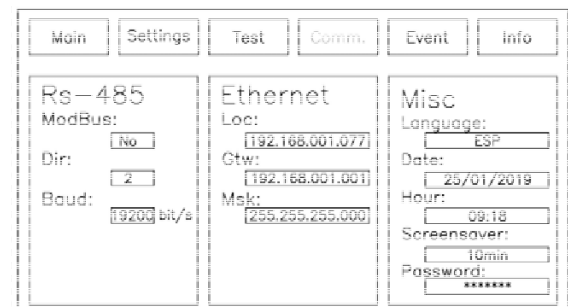 Main Settings Test Comm. Event Info
Rs-485
ModBus:
No
Dir:
2
Baud:
19200 bit/s
Ethernet
Loc:
192.168.001.077
Gtw:
192.168.001.001
Msk:
255.255.255.000
Misc
Language:
ESP
Date:
25/01/2019
Hour:
09:18
Screensaver:
10min
Password:
*******